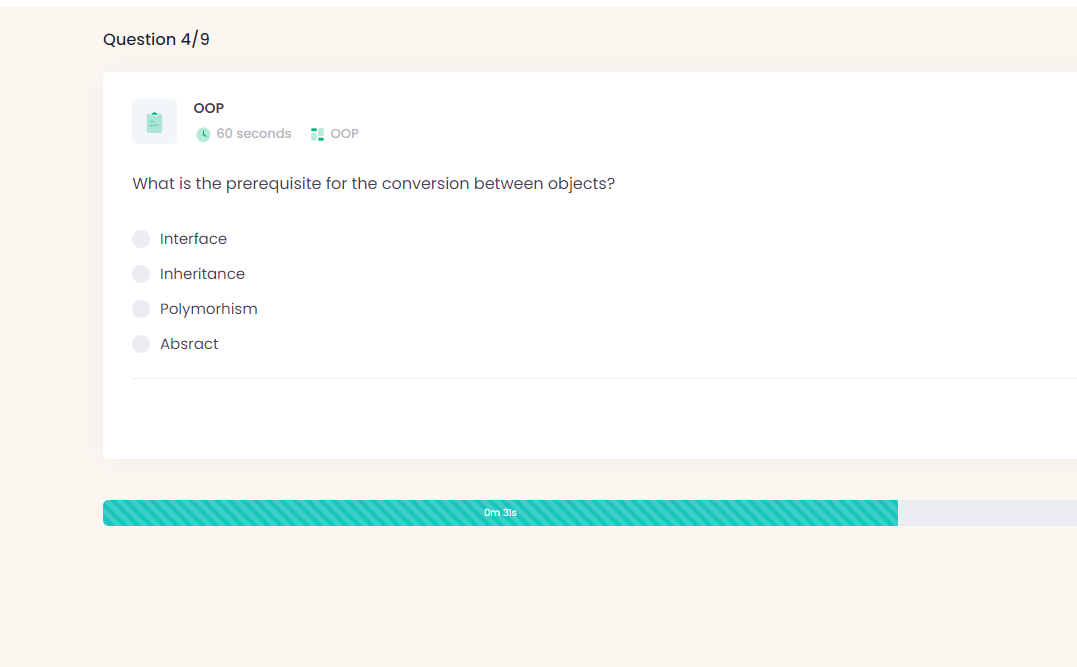 Question 4/9
OOP
60 seconds OOP
What is the prerequisite for the conversion between objects?
Interface
Inheritance
Polymorhism
Absract
0m 31s